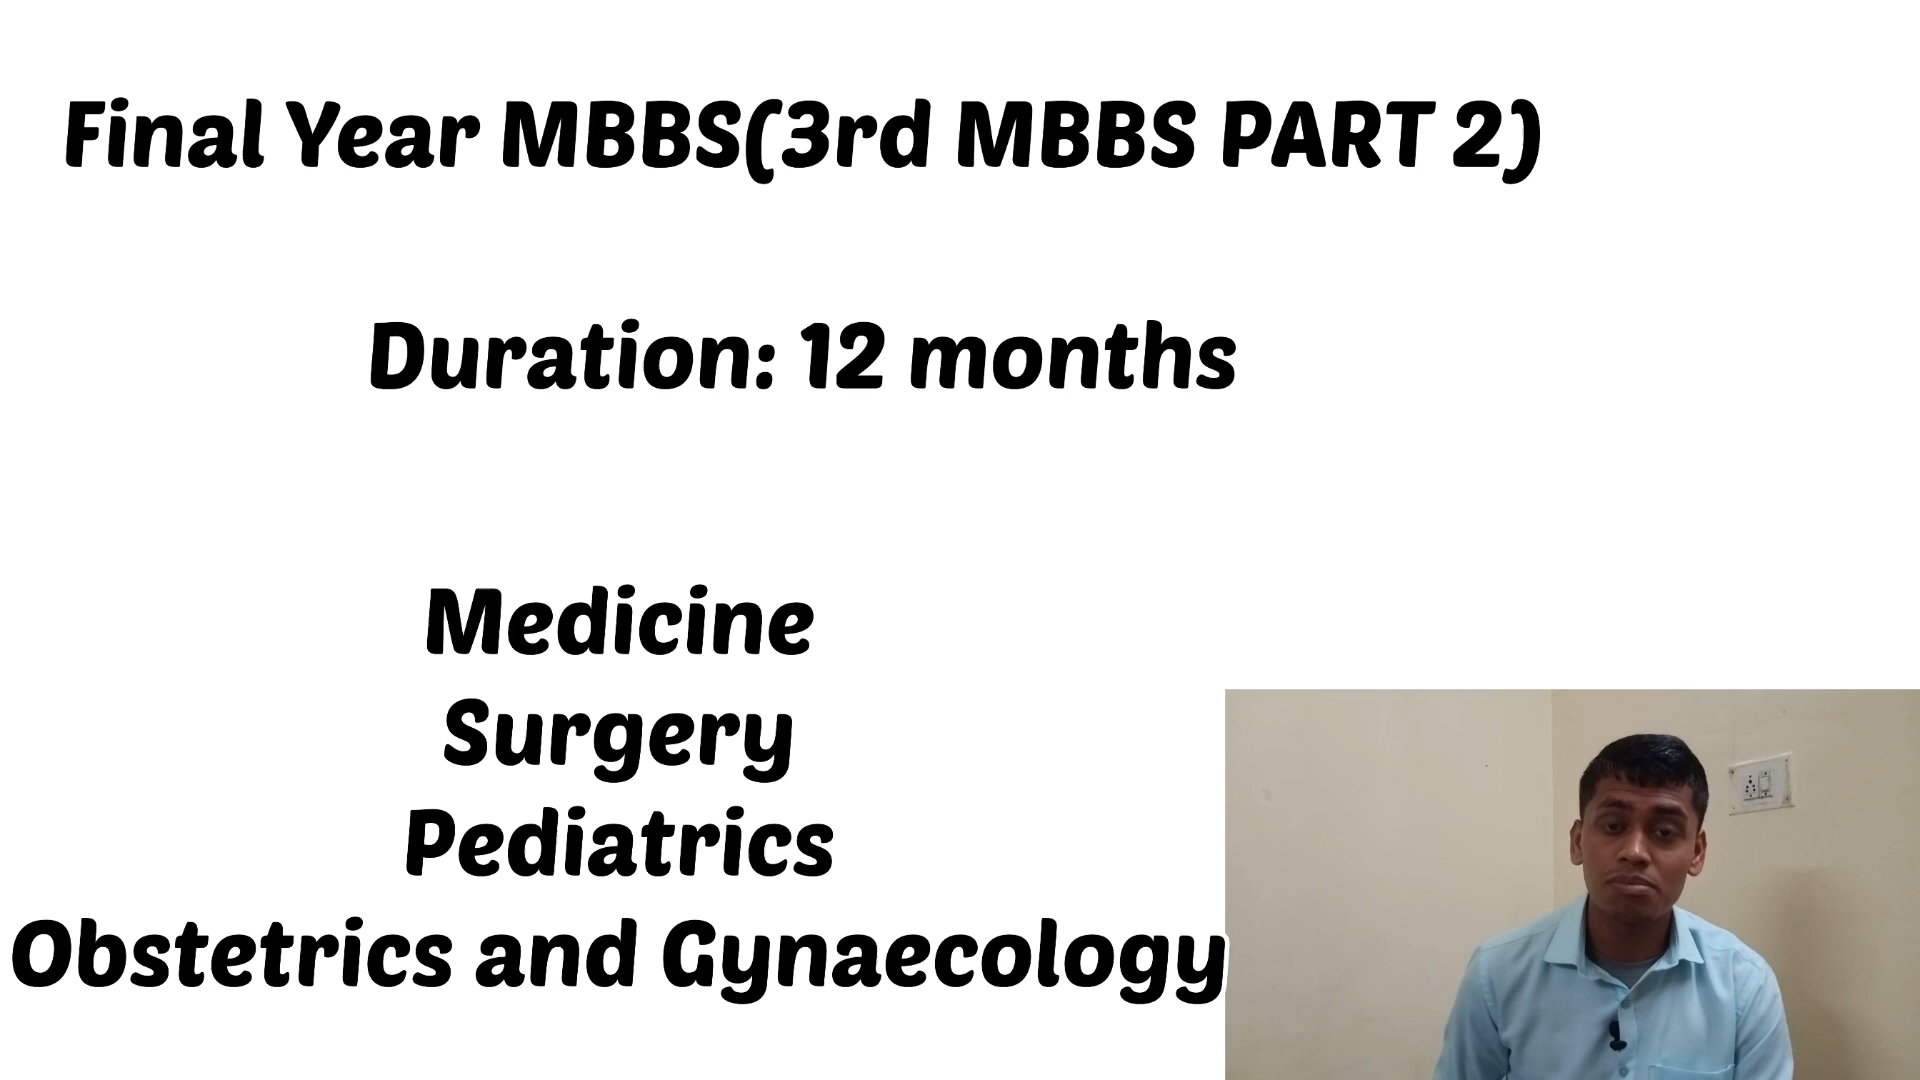 Final Year MBBS(3rd MBBS PART 2)
Duration: 12 months
Medicine
Surgery
Pediatrics
Obstetrics and Gynaecology